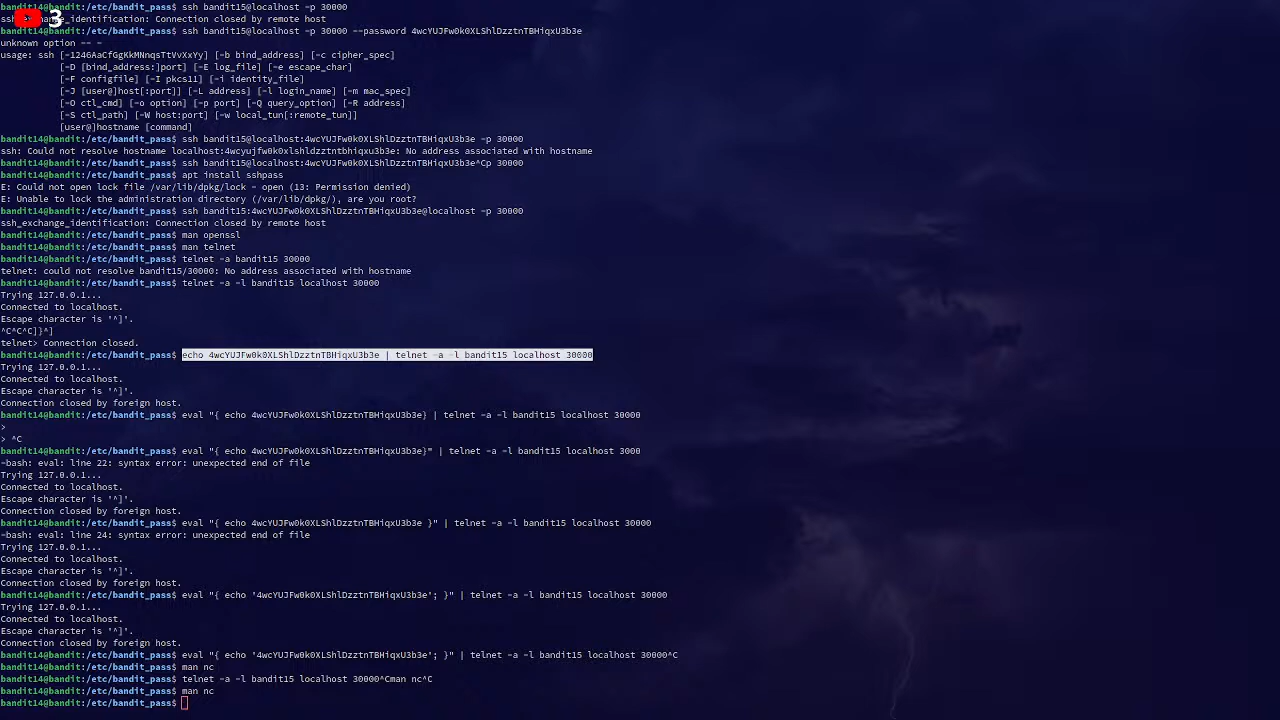 bandit14@bandit:/etc/bandit_pass$ ssh bandit15@localhost -p 30000
ssh_exchange_identification: Connection closed by remote host
3
bandit14@bandit:/etc/bandit_pass$ ssh bandit15@localhost -p 30000 --password 4wcYUJFw0k0XLShlDzztnTBHiqxU3b3e
unknown option -- -
usage: ssh [-1246AaCfGgKkMNnqsTtVvXxYy] [-b bind_address] [-c cipher_spec]
[-D [bind_address:]port] [-E log_file] [-e escape_char]
[-F configfile] [-I pkcs11] [-i identity_file]
[-J [user@]host[:port]] [-L address] [-l login_name] [-m mac_spec]
[-O ctl_cmd] [-o option] [-p port] [-Q query_option] [-R address]
[-S ctl_path] [-W host:port] [-w local_tun[:remote_tun]]
[user@]hostname [command]
bandit14@bandit:/etc/bandit_pass$ ssh bandit15@localhost:4wcYUJFw0k0XLShlDzztnTBHiqxU3b3e -p 30000
ssh: Could not resolve hostname localhost:4wcyujfw0k0xlshldzztntbhiqxu3b3e: No address associated with hostname
bandit14@bandit:/etc/bandit_pass$ ssh bandit15@localhost:4wcYUJFw0k0XLShlDzztnTBHiqxU3b3e^Cp 30000
bandit14@bandit:/etc/bandit_pass$ apt install sshpass
E: Could not open lock file /var/lib/dpkg/lock - open (13: Permission denied)
E: Unable to lock the administration directory (/var/lib/dpkg/), are you root?
bandit14@bandit:/etc/bandit_pass$ ssh bandit15:4wcYUJFw0k0XLShlDzztnTBHiqxU3b3e@localhost -p 30000
ssh_exchange_identification: Connection closed by remote host
bandit14@bandit:/etc/bandit_pass$ man openssl
bandit14@bandit:/etc/bandit_pass$ man telnet
bandit14@bandit:/etc/bandit_pass$ telnet -a bandit15 30000
telnet: could not resolve bandit15/30000: No address associated with hostname
bandit14@bandit:/etc/bandit_pass$ telnet -a -l bandit15 localhost 30000
Trying 127.0.0.1...
Connected to localhost.
Escape character is '^]'.
^C^C^C]}^]
telnet> Connection closed.
bandit14@bandit:/etc/bandit_pass$ echo 4wcYUJFw0k0XLShlDzztnTBHiqxU3b3e | telnet -a -l bandit15 localhost 30000
Trying 127.0.0.1...
Connected to localhost.
Escape character is '^]'.
Connection closed by foreign host.
bandit14@bandit:/etc/bandit_pass$ eval "{ echo 4wcYUJFw0k0XLShlDzztnTBHiqxU3b3e} | telnet -a -l bandit15 localhost 30000
>
> ^C
bandit14@bandit:/etc/bandit_pass$ eval "{ echo 4wcYUJFw0k0XLShlDzztnTBHiqxU3b3e}" | telnet -a -l bandit15 localhost 3000
-bash: eval: line 22: syntax error: unexpected end of file
Trying 127.0.0.1...
Connected to localhost.
Escape character is '^]'.
Connection closed by foreign host.
bandit14@bandit:/etc/bandit_pass$ eval "{ echo 4wcYUJFw0k0XLShlDzztnTBHiqxU3b3e }" | telnet -a -l bandit15 localhost 30000
-bash: eval: line 24: syntax error: unexpected end of file
Trying 127.0.0.1...
Connected to localhost.
Escape character is '^]'.
Connection closed by foreign host.
bandit14@bandit:/etc/bandit_pass$ eval "{ echo '4wcYUJFw0k0XLShlDzztnTBHiqxU3b3e'; }" | telnet -a -l bandit15 localhost 30000
Trying 127.0.0.1...
Connected to localhost.
Escape character is '^]'.
Connection closed by foreign host.
bandit14@bandit:/etc/bandit_pass$ eval "{ echo '4wcYUJFw0k0XLShlDzztnTBHiqxU3b3e'; }" | telnet -a -l bandit15 localhost 30000^C
bandit14@bandit:/etc/bandit_pass$ man nc
bandit14@bandit:/etc/bandit_pass$ telnet -a -l bandit15 localhost 30000^Cman nc^C
bandit14@bandit:/etc/bandit_pass$ man nc
bandit14@bandit:/etc/bandit_pass$